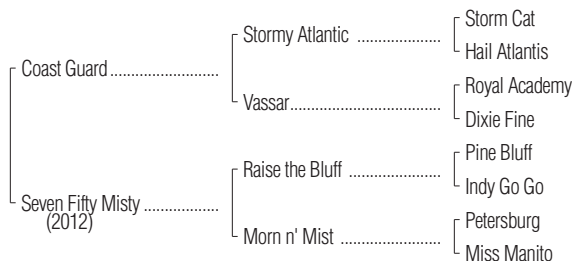 Storm Cat
Stormy Atlantic ..................
Hail Atlantis
Coast Guard........................
Royal Academy
Vassar.................................
Dixie Fine
Pine Bluff
Raise the Bluff ....................
Indy Go Go
Seven Fifty Misty ................
(2012)
Petersburg
Morn n' Mist ......................
Miss Manito